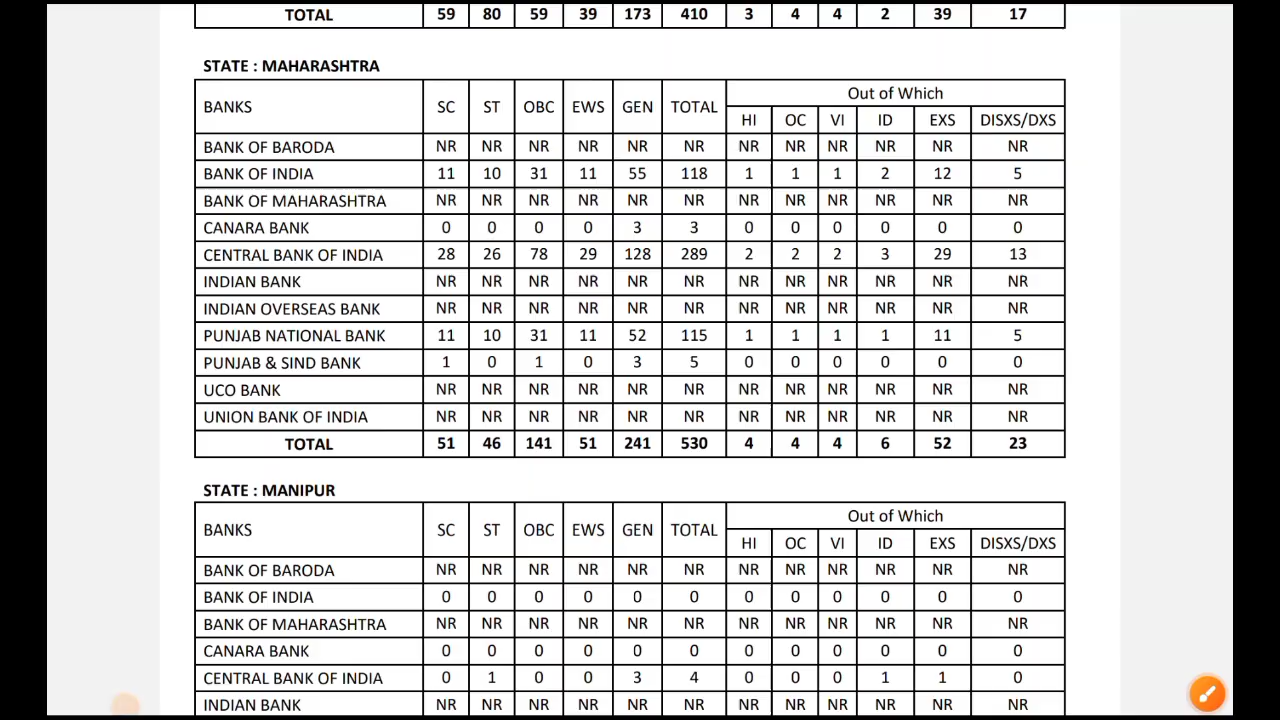 TOTAL 59 80 59 39 173 410 3 4 4 2 39 17
STATE : MAHARASHTRA
BANKS SC ST OBC EWS GEN TOTAL Out of Which
HI OC VI ID EXS DISXS/DXS
BANK OF BARODA NR NR NR NR NR NR NR NR NR NR NR NR
BANK OF INDIA 11 10 31 11 55 118 1 1 1 2 12 5
BANK OF MAHARASHTRA NR NR NR NR NR NR NR NR NR NR NR NR
CANARA BANK 0 0 0 0 3 3 0 0 0 0 0 0
CENTRAL BANK OF INDIA 28 26 78 29 128 289 2 2 2 3 29 13
INDIAN BANK NR NR NR NR NR NR NR NR NR NR NR NR
INDIAN OVERSEAS BANK NR NR NR NR NR NR NR NR NR NR NR NR
PUNJAB NATIONAL BANK 11 10 31 11 52 115 1 1 1 1 11 5
PUNJAB & SIND BANK 1 0 1 0 3 5 0 0 0 0 0 0
UCO BANK NR NR NR NR NR NR NR NR NR NR NR NR
UNION BANK OF INDIA NR NR NR NR NR NR NR NR NR NR NR NR
TOTAL 51 46 141 51 241 530 4 4 4 6 52 23
STATE : MANIPUR
BANKS SC ST OBC EWS GEN TOTAL Out of Which
HI OC VI ID EXS DISXS/DXS
BANK OF BARODA NR NR NR NR NR NR NR NR NR NR NR NR
BANK OF INDIA 0 0 0 0 0 0 0 0 0 0 0 0
BANK OF MAHARASHTRA NR NR NR NR NR NR NR NR NR NR NR NR
CANARA BANK 0 0 0 0 0 0 0 0 0 0 0 0
CENTRAL BANK OF INDIA 0 1 0 0 3 4 0 0 0 1 1 0
INDIAN BANK NR NR NR NR NR NR NR NR NR NR NR NR